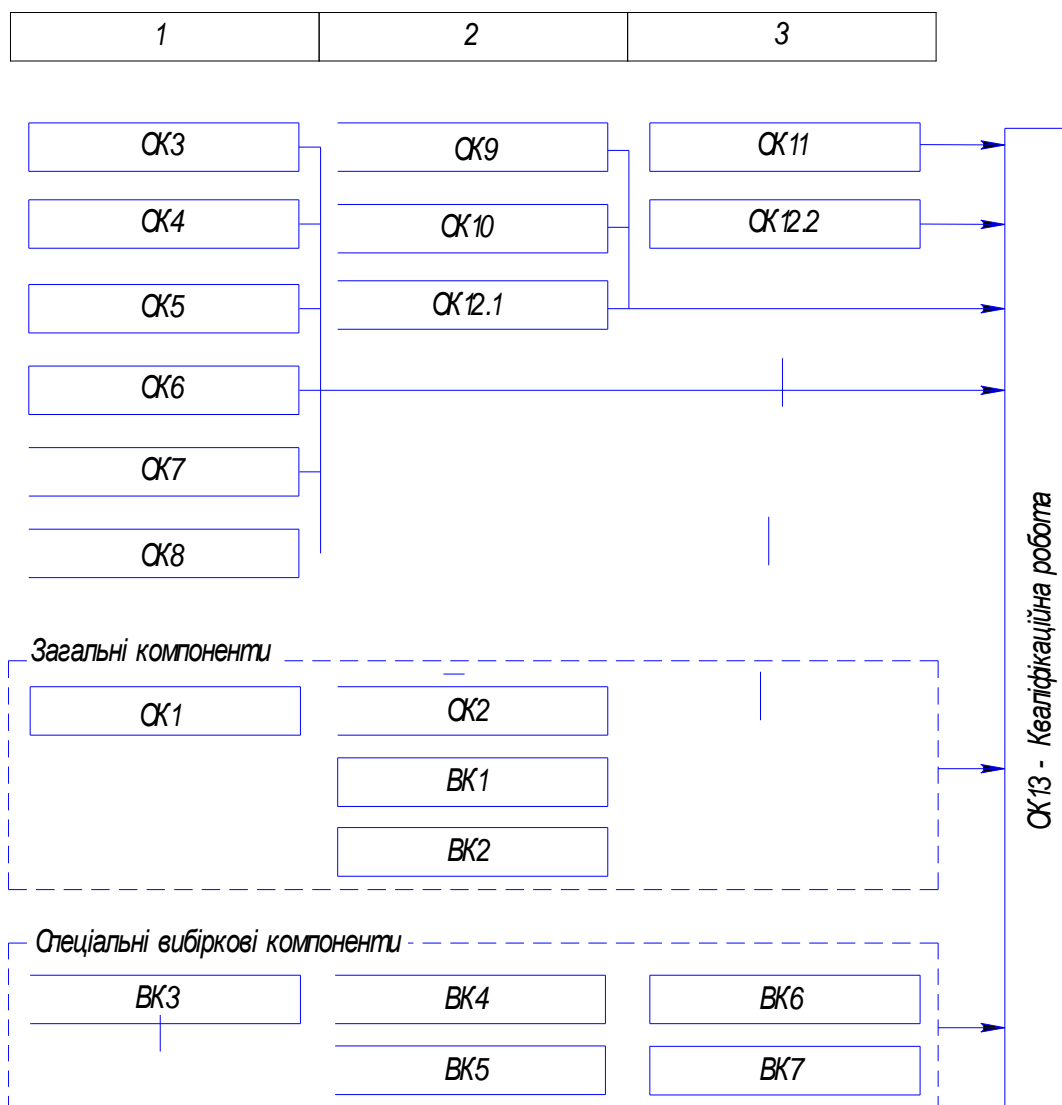 1 2 3
ОК3 ОК9 ОК11
ОК4 ОК10 ОК12.2
ОК5 ОК12.1
ОК6
ОК7
ОК8
Загальні компоненти
ОК1 ОК2
ВК1
ВК2
Спеціальні вибіркові компоненти
ВК3 ВК4 ВК6
ВК5 ВК7
ОК13 - Кваліфікаційна робота